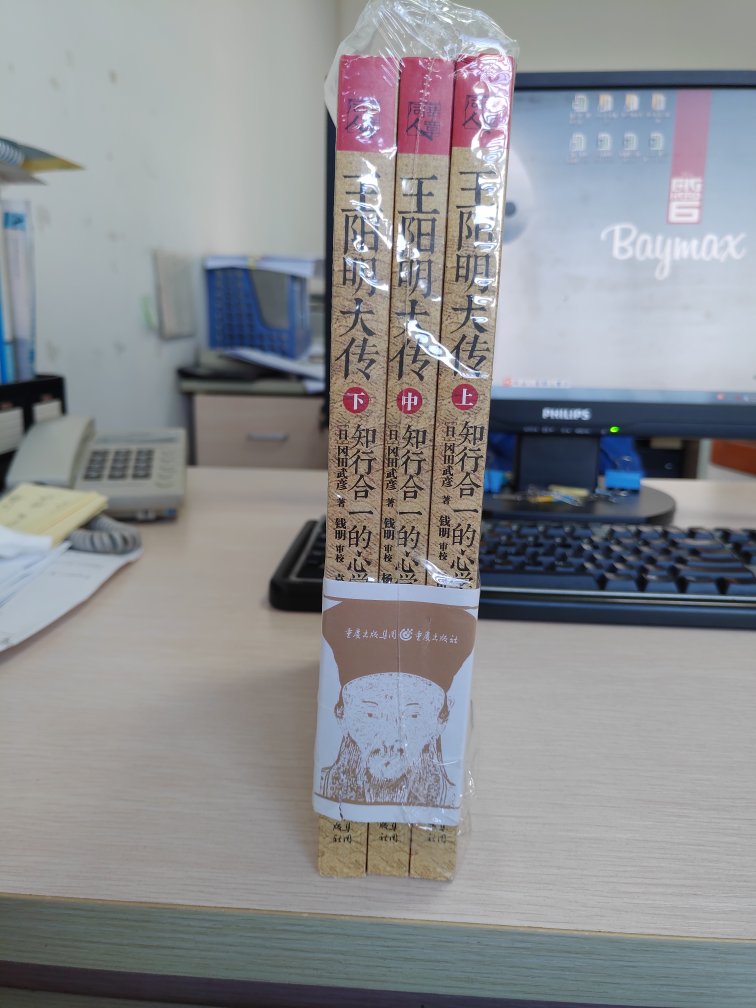 王阳明大传
下
知行合一的心学
[日]冈田武彦 著
钱明 审校
王阳明大传
中
知行合一的心学
[日]冈田武彦 著
钱明 审校 杨
王阳明大传
上
知行合一的心学
[日]冈田武彦 著
钱明 审校
重庆出版集团 重庆出版社
Baymax
6
PHILIPS